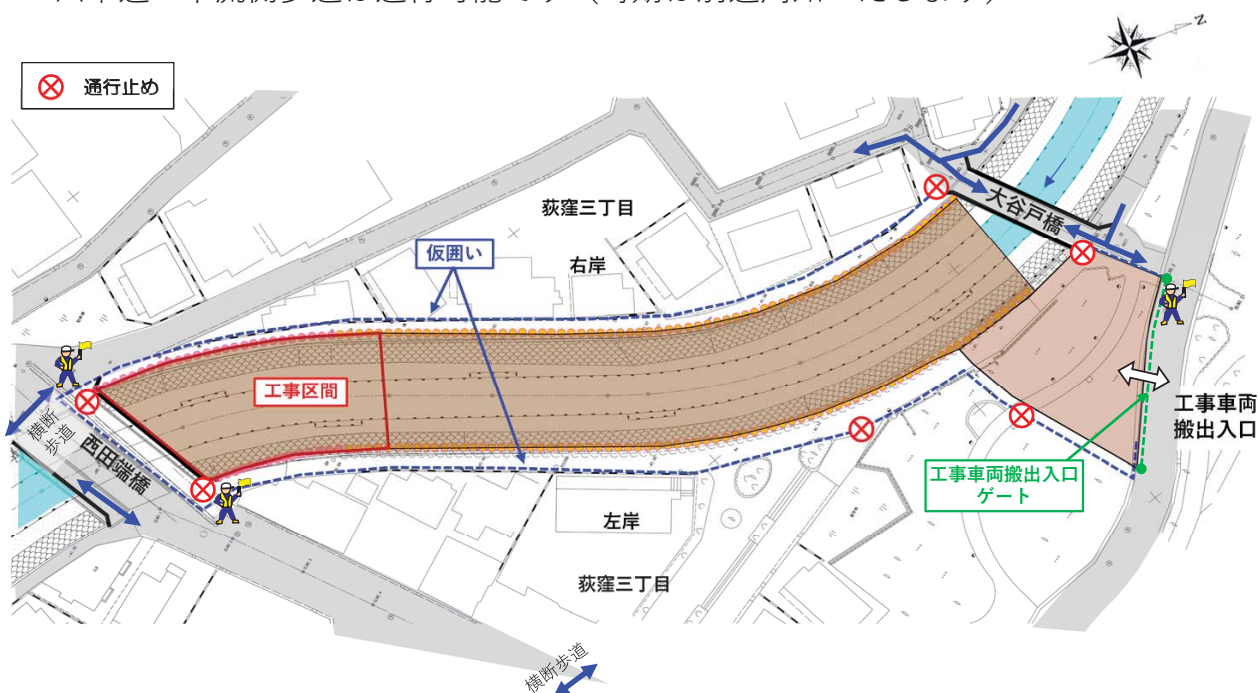 N
通行止め
大谷戸橋
荻窪三丁目
仮囲い
右岸
工事区間
工事車両
搬出入口
横断
歩道
西田端橋
工事車両搬出入口
ゲート
左岸
荻窪三丁目
横断歩道